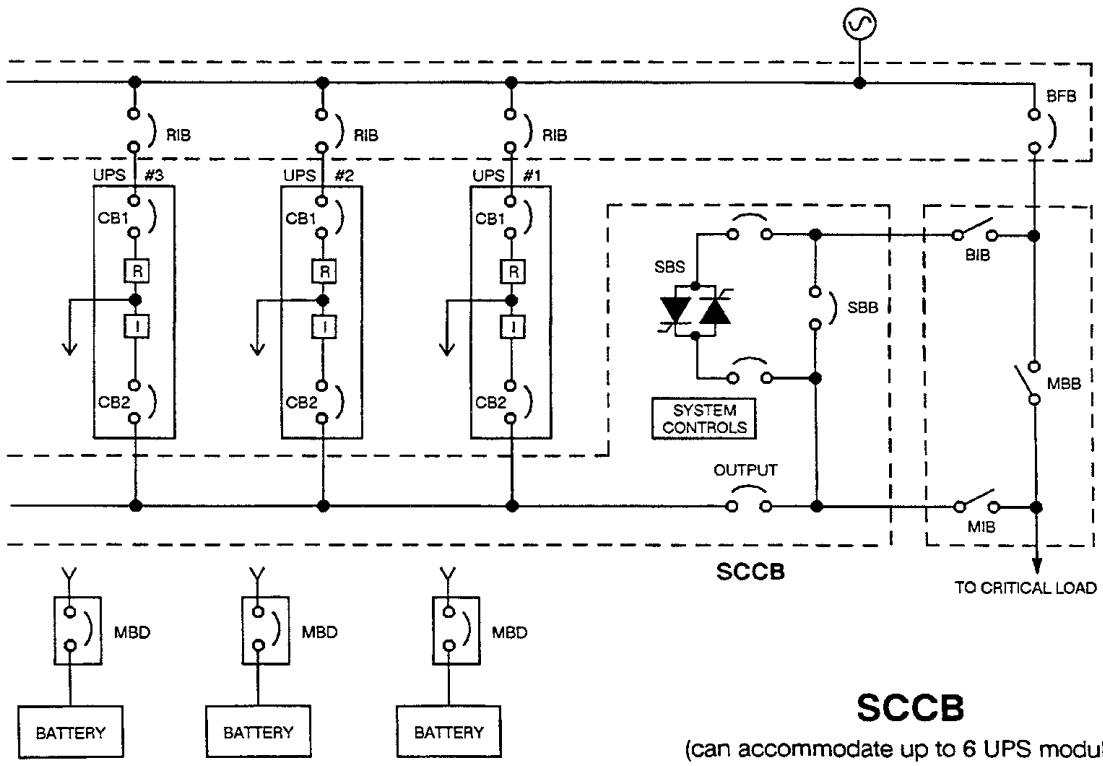 BFB
RIB
RIB
RIB
UPS #3
UPS #2
UPS #1
CB1
CB1
CB1
R
R
R
SBS
BIB
SBB
I
I
I
MBB
CB2
CB2
CB2
SYSTEM
CONTROLS
OUTPUT
MIB
SCCB
TO CRITICAL LOAD
MBD
MBD
MBD
BATTERY
BATTERY
BATTERY
SCCB
(can accommodate up to 6 UPS modul